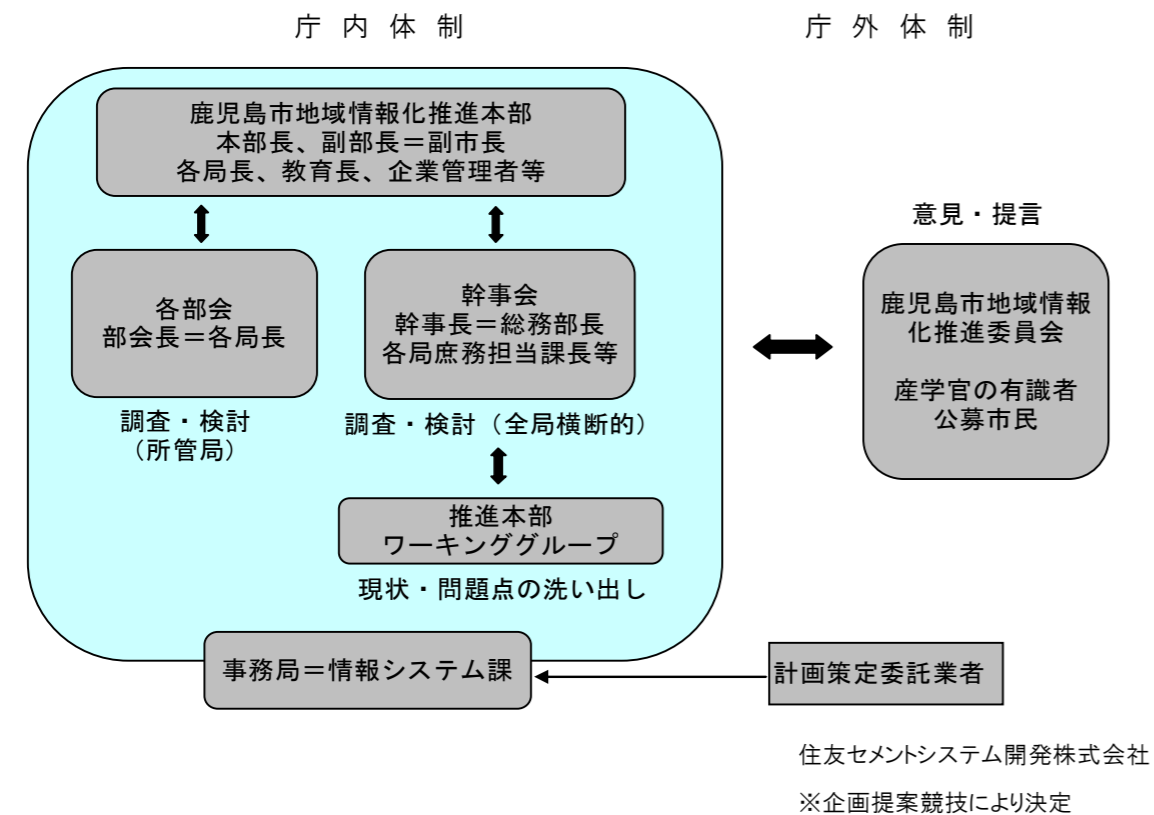 庁内体制
庁外体制
鹿児島市地域情報化推進本部
本部長、副部長＝副市長
各局長、教育長、企業管理者等
各部会
部会長＝各局長
調査・検討
（所管局）
幹事会
幹事長＝総務部長
各局庶務担当課長等
調査・検討（全局横断的）
推進本部
ワーキンググループ
現状・問題点の洗い出し
事務局＝情報システム課
意見・提言
鹿児島市地域情報
化推進委員会
産学官の有識者
公募市民
計画策定委託業者
住友セメントシステム開発株式会社
※企画提案競技により決定